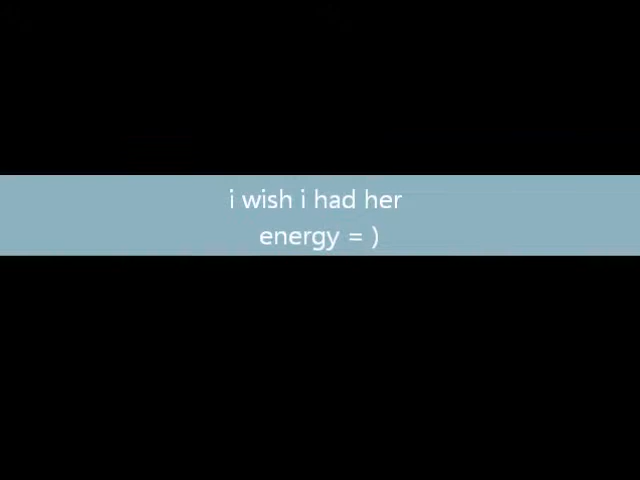 i wish i had her
energy = )